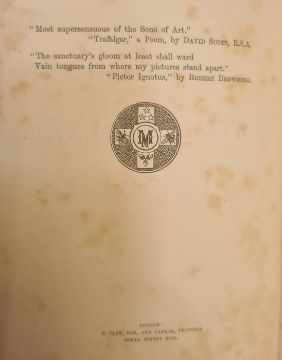 "Most supersensuous of the Sons of Art."
"Trafalgar," a Poem, by DAVID SCOTT, R.S.A.
"The sanctuary's gloom at least shall ward
Vain tongues from where my pictures stand apart."
"Pictor Ignotus," by ROBERT BROWNING.
M
LONDON:
R. CLAY, SON, AND TAYLOR, PRINTERS
BREAD STREET HILL.